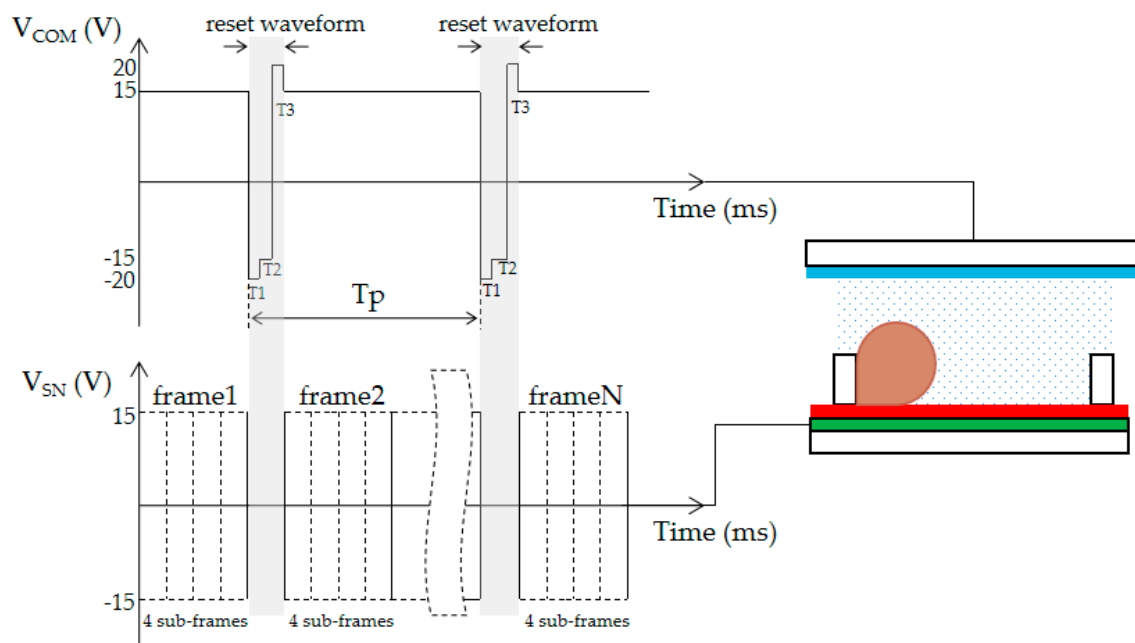 reset waveform reset waveform
V_COM (V)
20
15
T3 T3
Time (ms)
-15
-20
T2 T2
T1 T1
Tp
V_SN (V)
frame1 frame2 frameN
15
Time (ms)
-15
4 sub-frames 4 sub-frames 4 sub-frames